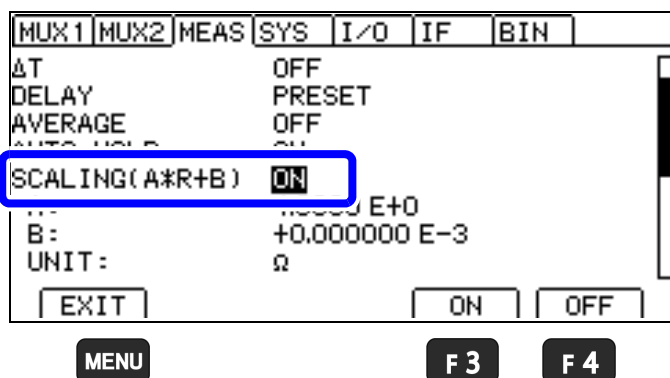 MUX1 MUX2 MEAS SYS I/O IF BIN
ΔT OFF
DELAY PRESET
AVERAGE OFF
SCALING(A*R+B) ON
B: +0.000000 E-3
UNIT: Ω
EXIT ON OFF
MENU F3 F4